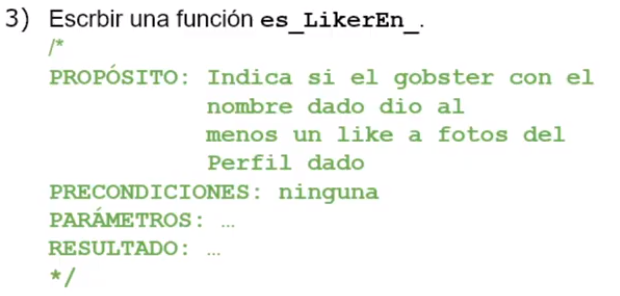 3) Escrbir una función es_LikerEn_.
/*
PROPÓSITO: Indica si el gobster con el
nombre dado dio al
menos un like a fotos del
Perfil dado
PRECONDICIONES: ninguna
PARÁMETROS: …
RESULTADO: …
*/